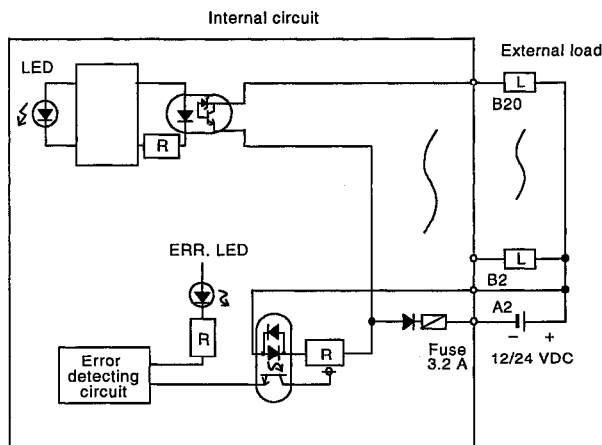 Internal circuit
External load
LED
L
B20
R
ERR. LED
L
B2
A2
R
R
Error
detecting
circuit
Fuse
3.2 A
− +
12/24 VDC